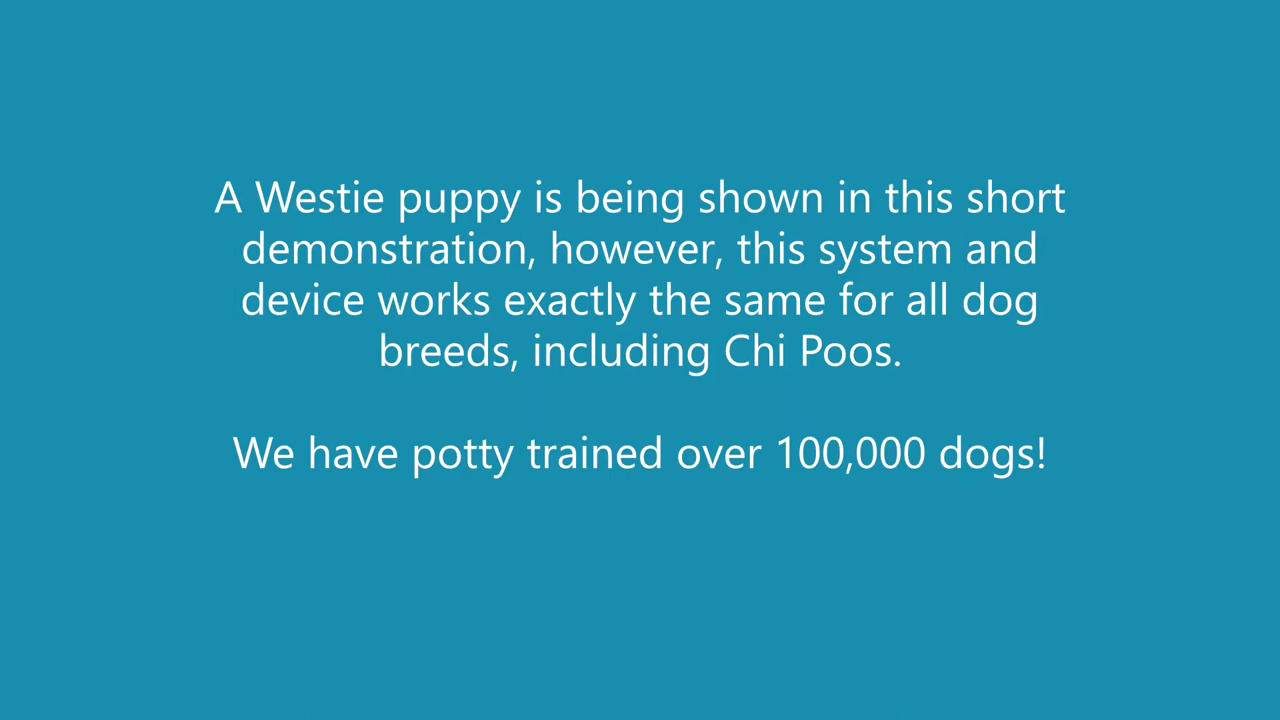 A Westie puppy is being shown in this short
demonstration, however, this system and
device works exactly the same for all dog
breeds, including Chi Poos.
We have potty trained over 100,000 dogs!